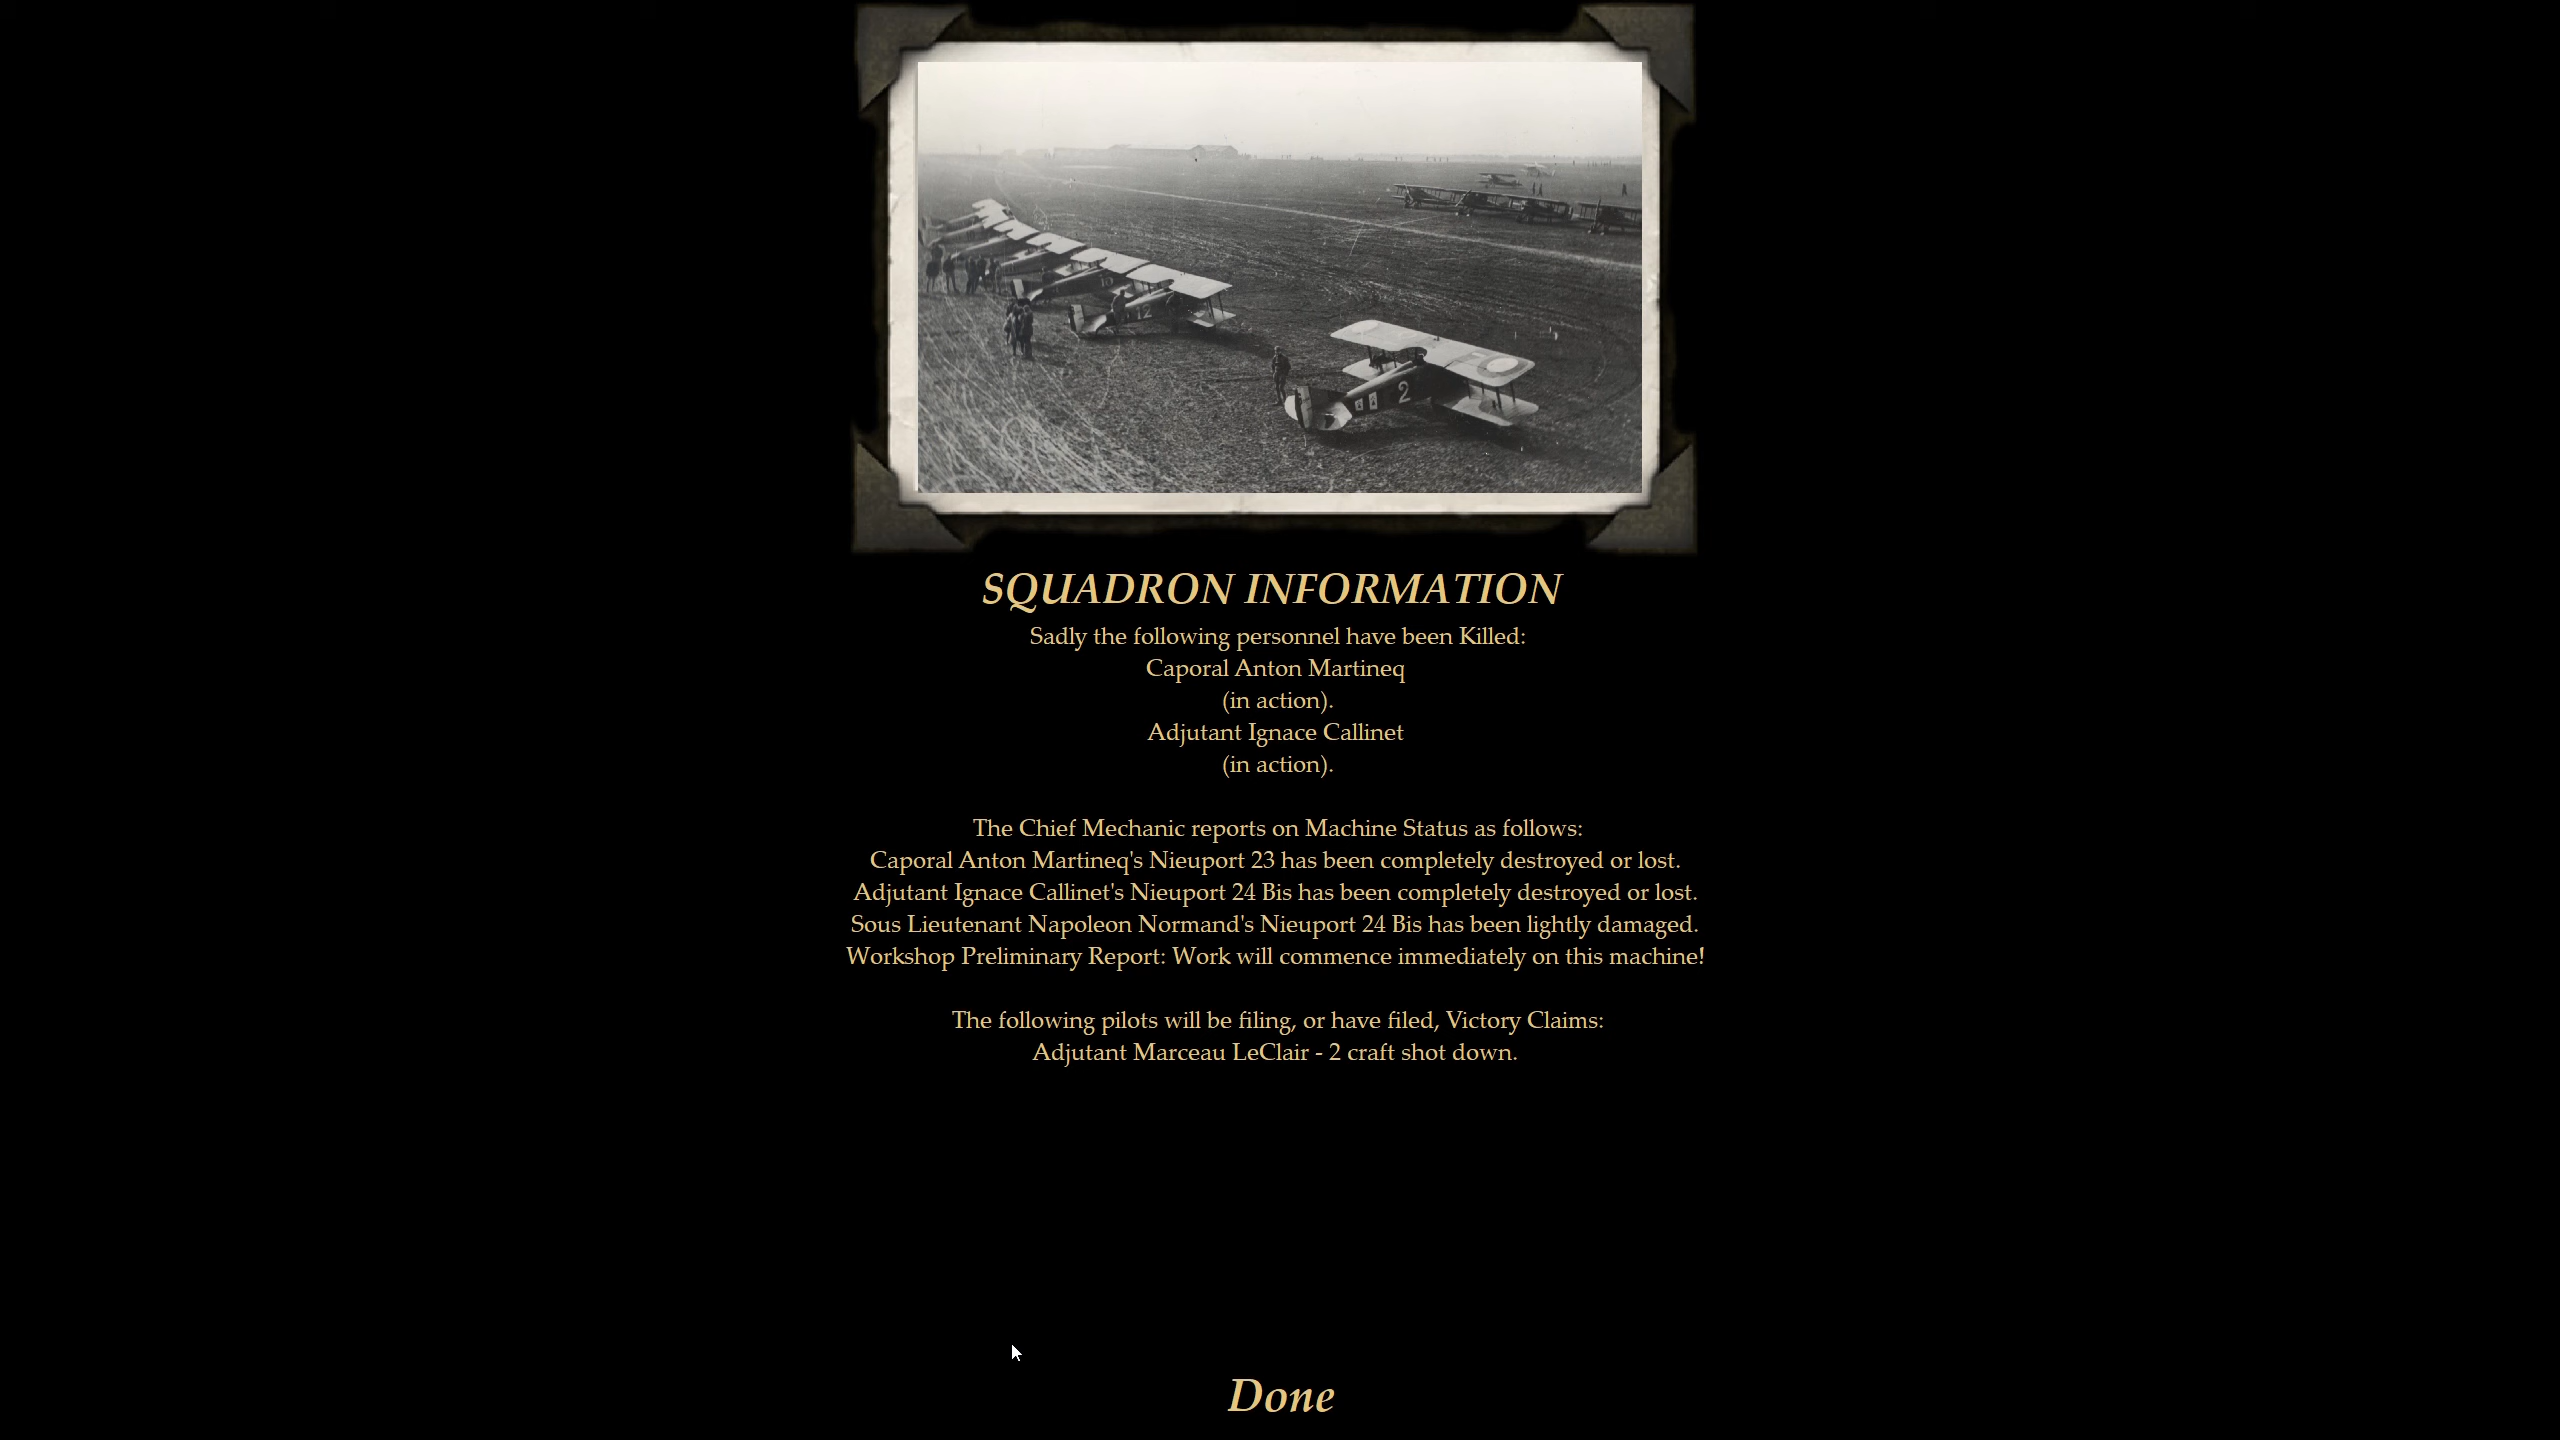 12
2
SQUADRON INFORMATION
Sadly the following personnel have been Killed:
Caporal Anton Martineq
(in action).
Adjutant Ignace Callinet
(in action).
The Chief Mechanic reports on Machine Status as follows:
Caporal Anton Martineq's Nieuport 23 has been completely destroyed or lost.
Adjutant Ignace Callinet's Nieuport 24 Bis has been completely destroyed or lost.
Sous Lieutenant Napoleon Normand's Nieuport 24 Bis has been lightly damaged.
Workshop Preliminary Report: Work will commence immediately on this machine!
The following pilots will be filing, or have filed, Victory Claims:
Adjutant Marceau LeClair - 2 craft shot down.
Done